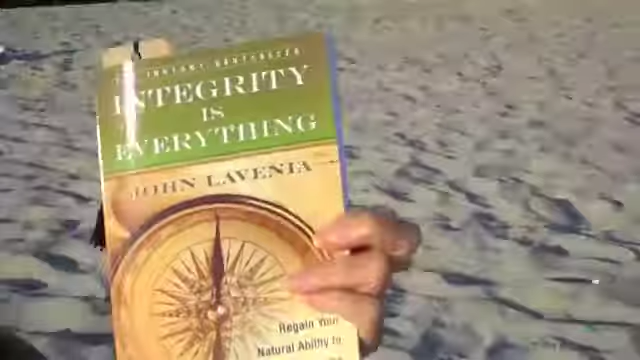 INSTANT BESTSELLER
INTEGRITY
IS
EVERYTHING
JOHN LAVENIA
Regain Your
Natural Ability to